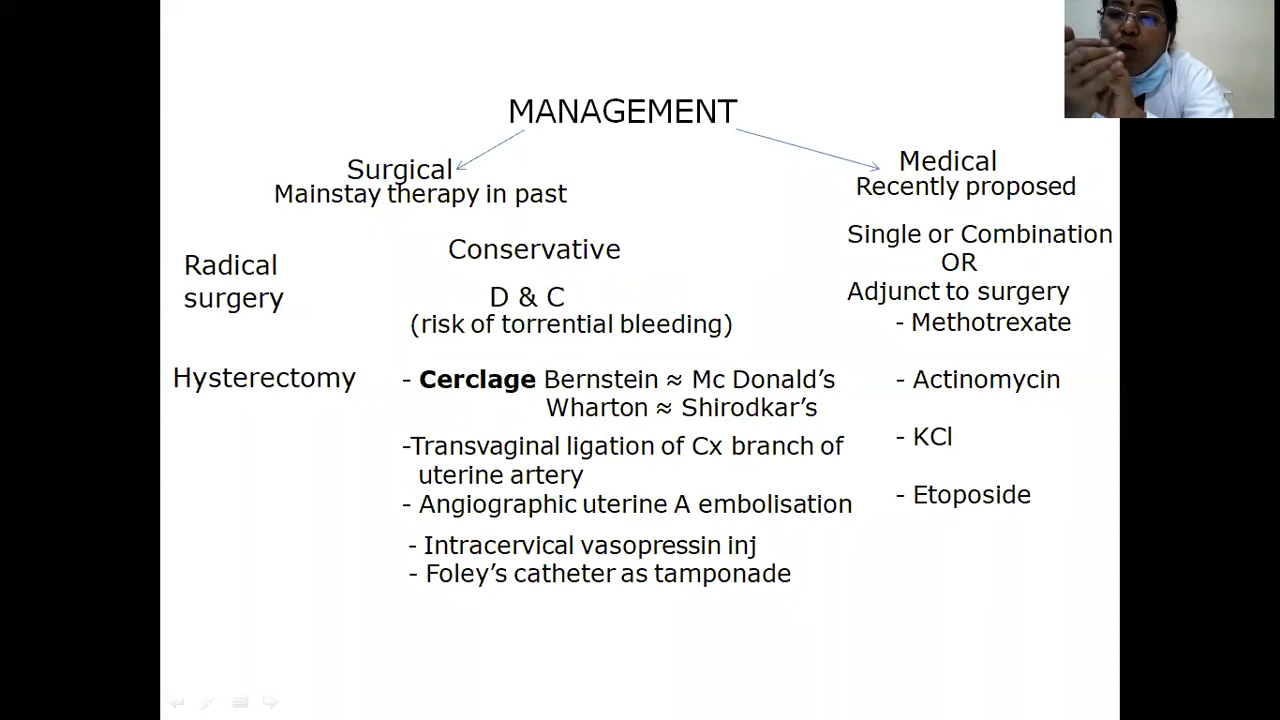 MANAGEMENT
Surgical
Mainstay therapy in past
Radical
surgery
Hysterectomy
Conservative
D & C
(risk of torrential bleeding)
- Cerclage Bernstein ≈ Mc Donald's
Wharton ≈ Shirodkar's
-Transvaginal ligation of Cx branch of
uterine artery
- Angiographic uterine A embolisation
- Intracervical vasopressin inj
- Foley's catheter as tamponade
Medical
Recently proposed
Single or Combination
OR
Adjunct to surgery
- Methotrexate
- Actinomycin
- KCl
- Etoposide